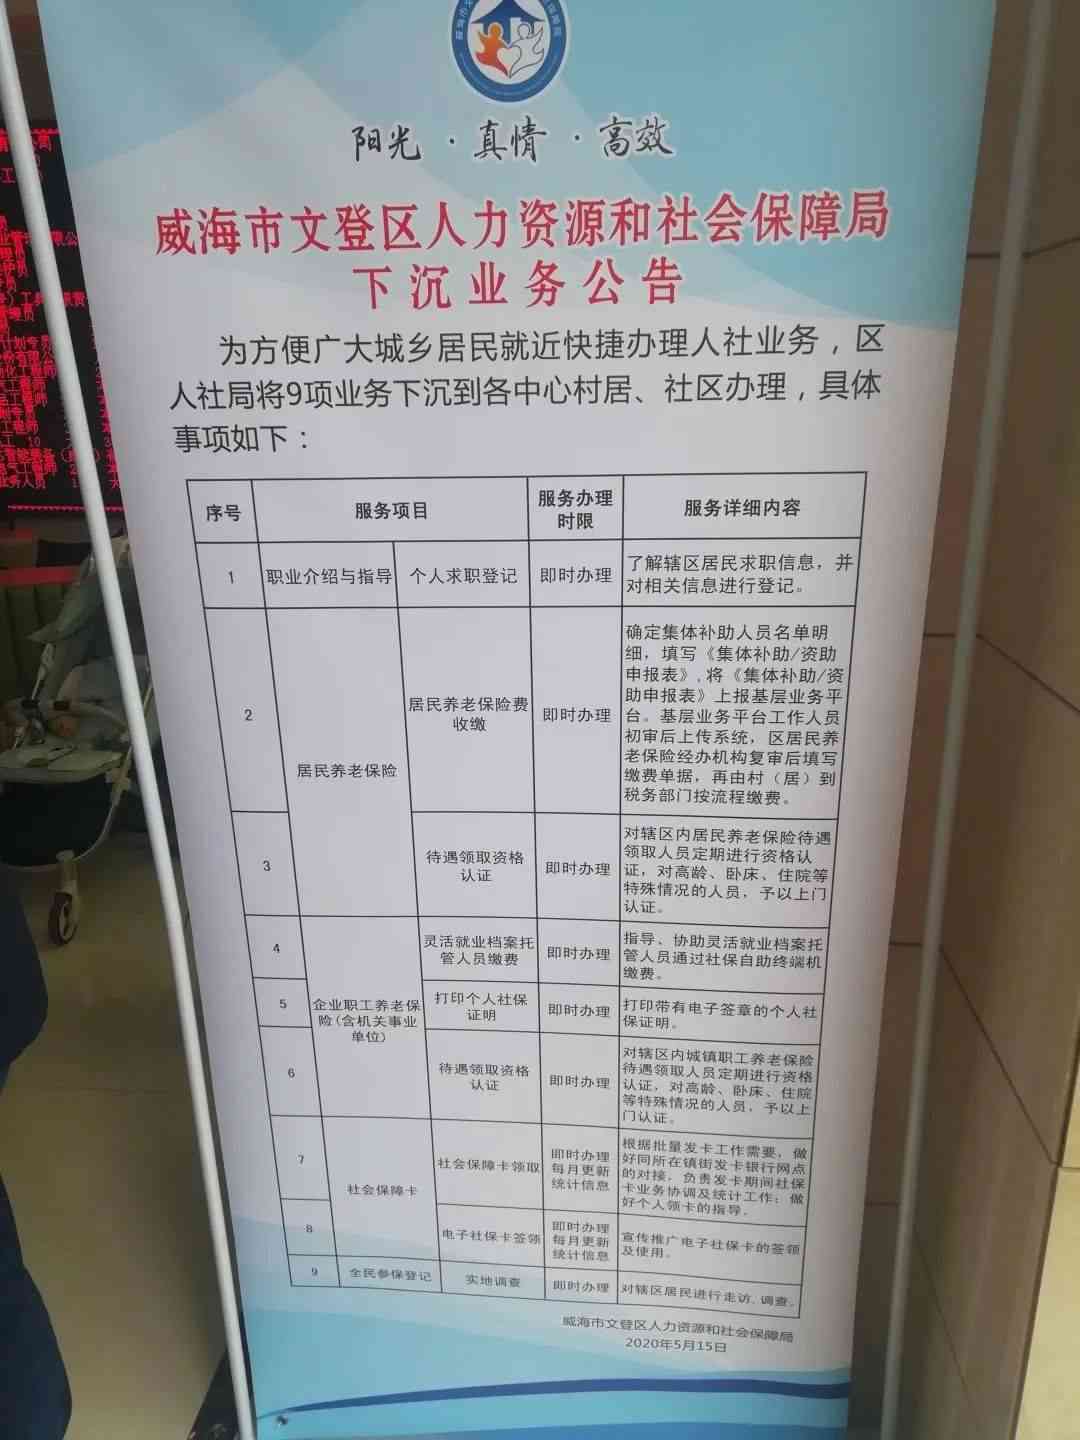 阳光·真情·高效
威海市文登区人力资源和社会保障局
下沉业务公告
为方便广大城乡居民就近快捷办理人社业务，区
人社局将9项业务下沉到各中心村居、社区办理，具体
事项如下：
序号
服务项目
服务办理
时限
服务详细内容
1
职业介绍与指导
个人求职登记
即时办理
了解辖区居民求职信息，并
对相关信息进行登记。
2
居民养老保险
居民养老保险费
收缴
即时办理
确定集体补助人员名单明
细，填写《集体补助/资助
申报表》,将《集体补助/资
助申报表》上报基层业务平
台。基层业务平台工作人员
初审后上传系统，区居民养
老保险经办机构复审后填写
缴费单据，再由村（居）到
税务部门按流程缴费。
3
待遇领取资格
认证
即时办理
对辖区内居民养老保险待遇
领取人员定期进行资格认
证，对高龄、卧床、住院等
特殊情况的人员，予以上门
认证。
4
企业职工养老保
险(含机关事业
单位)
灵活就业档案托
管人员缴费
即时办理
指导、协助灵活就业档案托
管人员通过社保自助终端机
缴费。
5
打印个人社保
证明
即时办理
打印带有电子签章的个人社
保证明。
6
待遇领取资格
认证
即时办理
对辖区内城镇职工养老保险
待遇领取人员定期进行资格
认证，对高龄、卧床、住院
等特殊情况的人员，予以上
门认证。
7
社会保障卡
社会保障卡领取
即时办理
每月更新
统计信息
根据批量发卡工作需要，做
好同所在镇街发卡银行网点
的对接，负责发卡期间社保
卡业务协调及统计工作；做
好个人领卡的指导。
8
电子社保卡签领
即时办理
每月更新
统计信息
宣传推广电子社保卡的签领
及使用。
9
全民参保登记
实地调查
即时办理
对辖区居民进行走访、调查。
威海市文登区人力资源和社会保障局
2020年5月15日